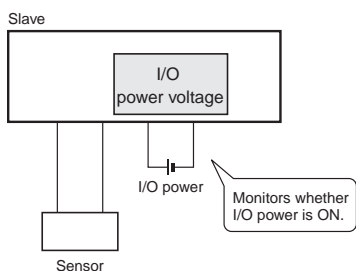 Slave
I/O
power voltage
I/O power
Monitors whether
I/O power is ON.
Sensor